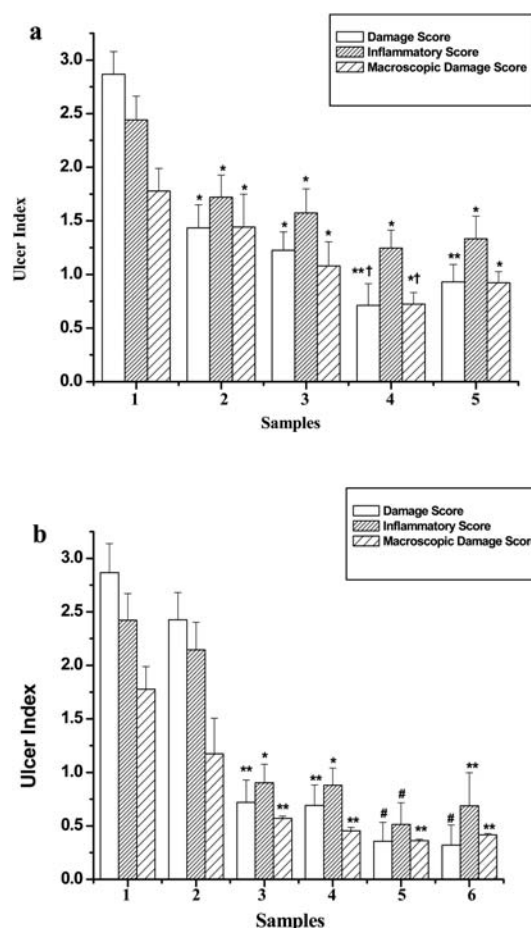 a
Damage Score
Inflammatory Score
Macroscopic Damage Score
Ulcer Index
3.0
2.5
2.0
1.5
1.0
0.5
0.0
* * *
* * *
**† * *†
** * *
1 2 3 4 5
Samples
b
Damage Score
Inflammatory Score
Macroscopic Damage Score
Ulcer Index
3.0
2.5
2.0
1.5
1.0
0.5
0.0
** * **
** * **
# # **
# ** **
1 2 3 4 5 6
Samples